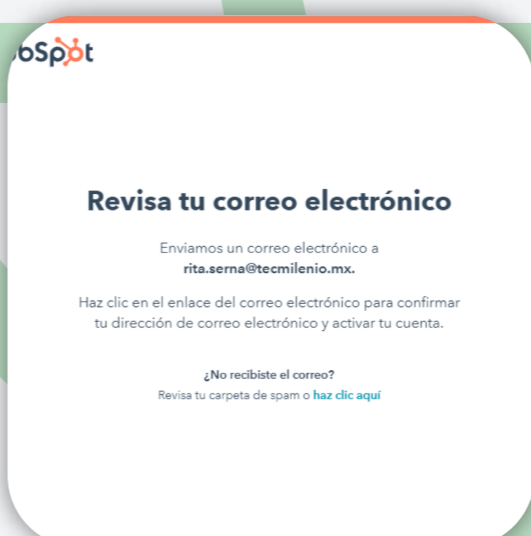 bSpot
Revisa tu correo electrónico
Enviamos un correo electrónico a
rita.serna@tecmilenio.mx.
Haz clic en el enlace del correo electrónico para confirmar
tu dirección de correo electrónico y activar tu cuenta.
¿No recibiste el correo?
Revisa tu carpeta de spam o haz clic aquí